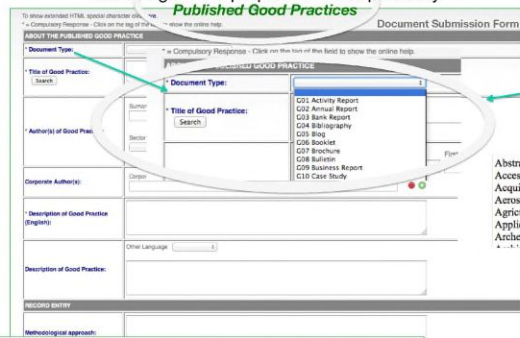 Published Good Practices
Document Submission Form
To show extended HTML special character
* = Compulsory Response - Click on the tag of the
show the online help.
ABOUT THE PUBLISHED GOOD PRACTICE
* = Compulsory Response - Click on the tag of the field to show the online help.
PUBLISHED GOOD PRACTICE
* Document Type:
* Document Type:
* Title of Good Practice:
Search
* Title of Good Practice:
Search
G01 Activity Report
G02 Annual Report
G03 Bank Report
G04 Bibliography
G05 Blog
G06 Booklet
G07 Brochure
G08 Bulletin
G09 Business Report
G10 Case Study
* Author(s) of Good
Sector
Corporate Author(s):
* Description of Good Practice
(English):
Other Language
Description of Good Practice:
RECORD ENTRY
Methodological approach:
Abstra
Acces
Acqui
Aeros
Agric
Applic
Arche